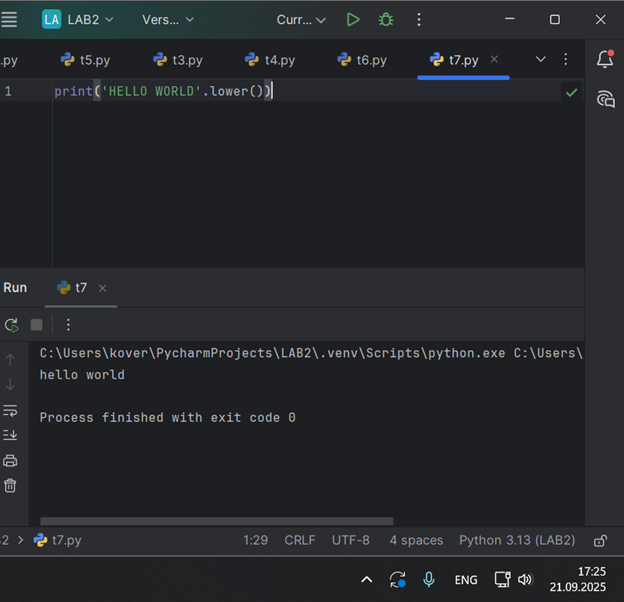 LA LAB2 Vers... Curr...
.py t5.py t3.py t4.py t6.py t7.py
1 print('HELLO WORLD'.lower())
Run t7
C:\Users\kover\PycharmProjects\LAB2\.venv\Scripts\python.exe C:\Users\
hello world
Process finished with exit code 0
32 > t7.py 1:29 CRLF UTF-8 4 spaces Python 3.13 (LAB2)
ENG 17:25
21.09.2025